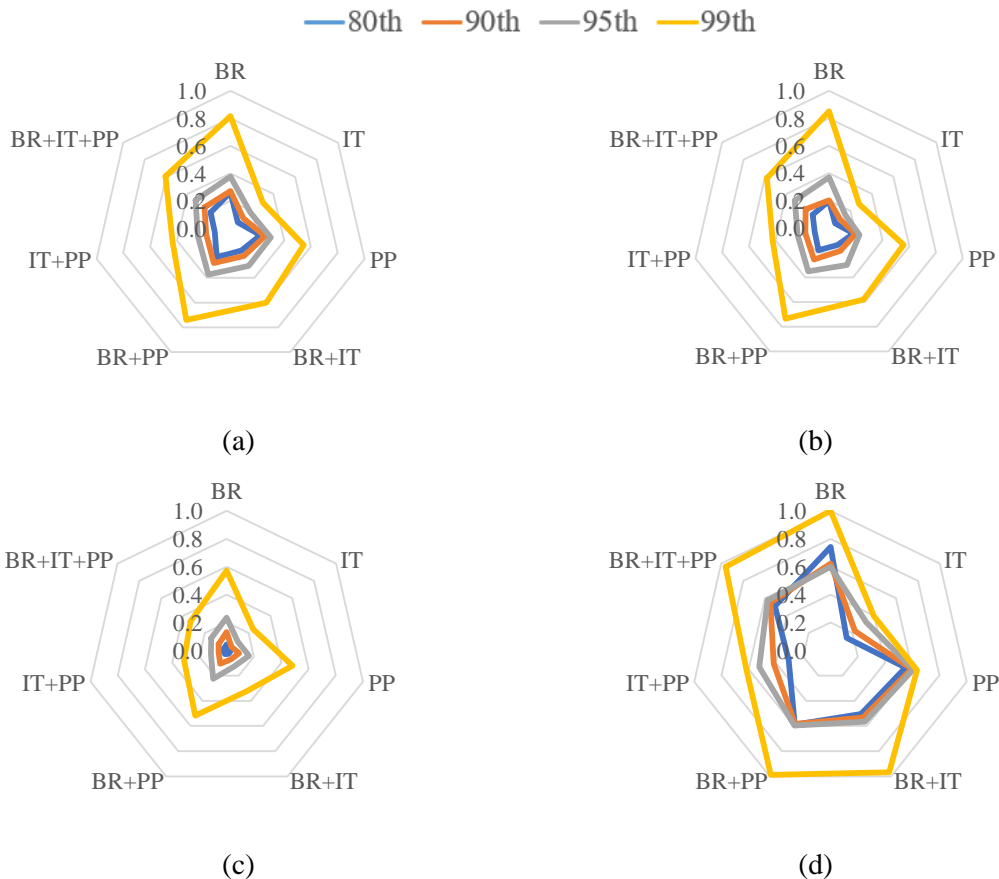 80th 90th 95th 99th
BR
1.0
0.8
0.6
0.4
0.2
0.0
IT
PP
BR+IT
BR+PP
IT+PP
BR+IT+PP
(a)
BR
1.0
0.8
0.6
0.4
0.2
0.0
IT
PP
BR+IT
BR+PP
IT+PP
BR+IT+PP
(b)
BR
1.0
0.8
0.6
0.4
0.2
0.0
IT
PP
BR+IT
BR+PP
IT+PP
BR+IT+PP
(c)
BR
1.0
0.8
0.6
0.4
0.2
0.0
IT
PP
BR+IT
BR+PP
IT+PP
BR+IT+PP
(d)